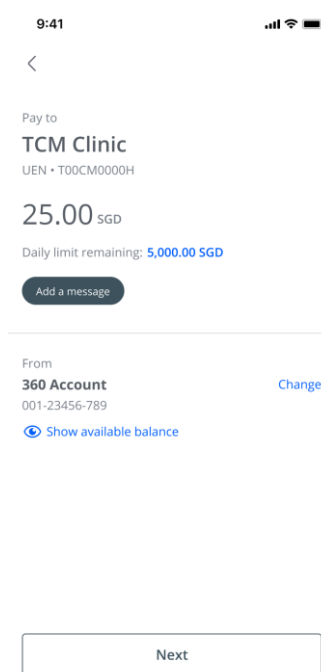 9:41
Pay to
TCM Clinic
UEN • T00CM0000H
25.00 SGD
Daily limit remaining: 5,000.00 SGD
Add a message
From
360 Account
Change
001-23456-789
Show available balance
Next